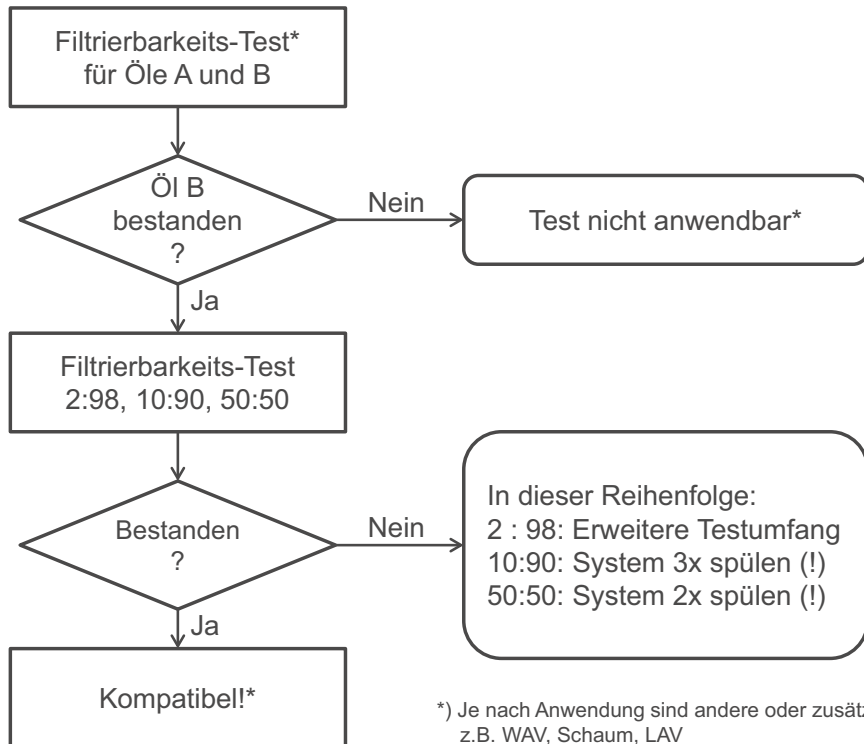 Filtrierbarkeits-Test*
für Öle A und B
Öl B
bestanden
?
Nein
Test nicht anwendbar*
Ja
Filtrierbarkeits-Test
2:98, 10:90, 50:50
Bestanden
?
Nein
In dieser Reihenfolge:
2 : 98: Erweitere Testumfang
10:90: System 3x spülen (!)
50:50: System 2x spülen (!)
Ja
Kompatibel!*
*) Je nach Anwendung sind andere oder
z.B. WAV, Schaum, LAV